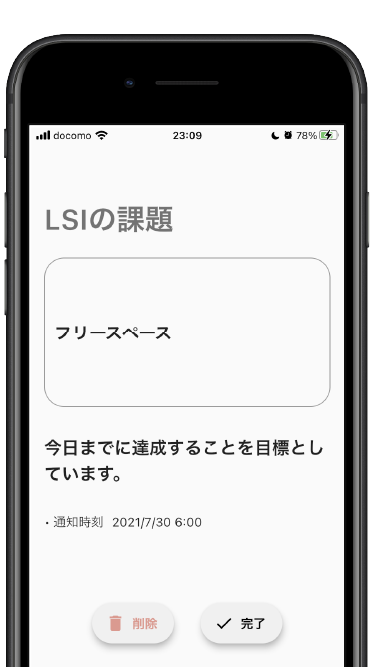 docomo 23:09 78%
LSIの課題
フリースペース
今日までに達成することを目標とし
ています。
・通知時刻 2021/7/30 6:00
削除 完了